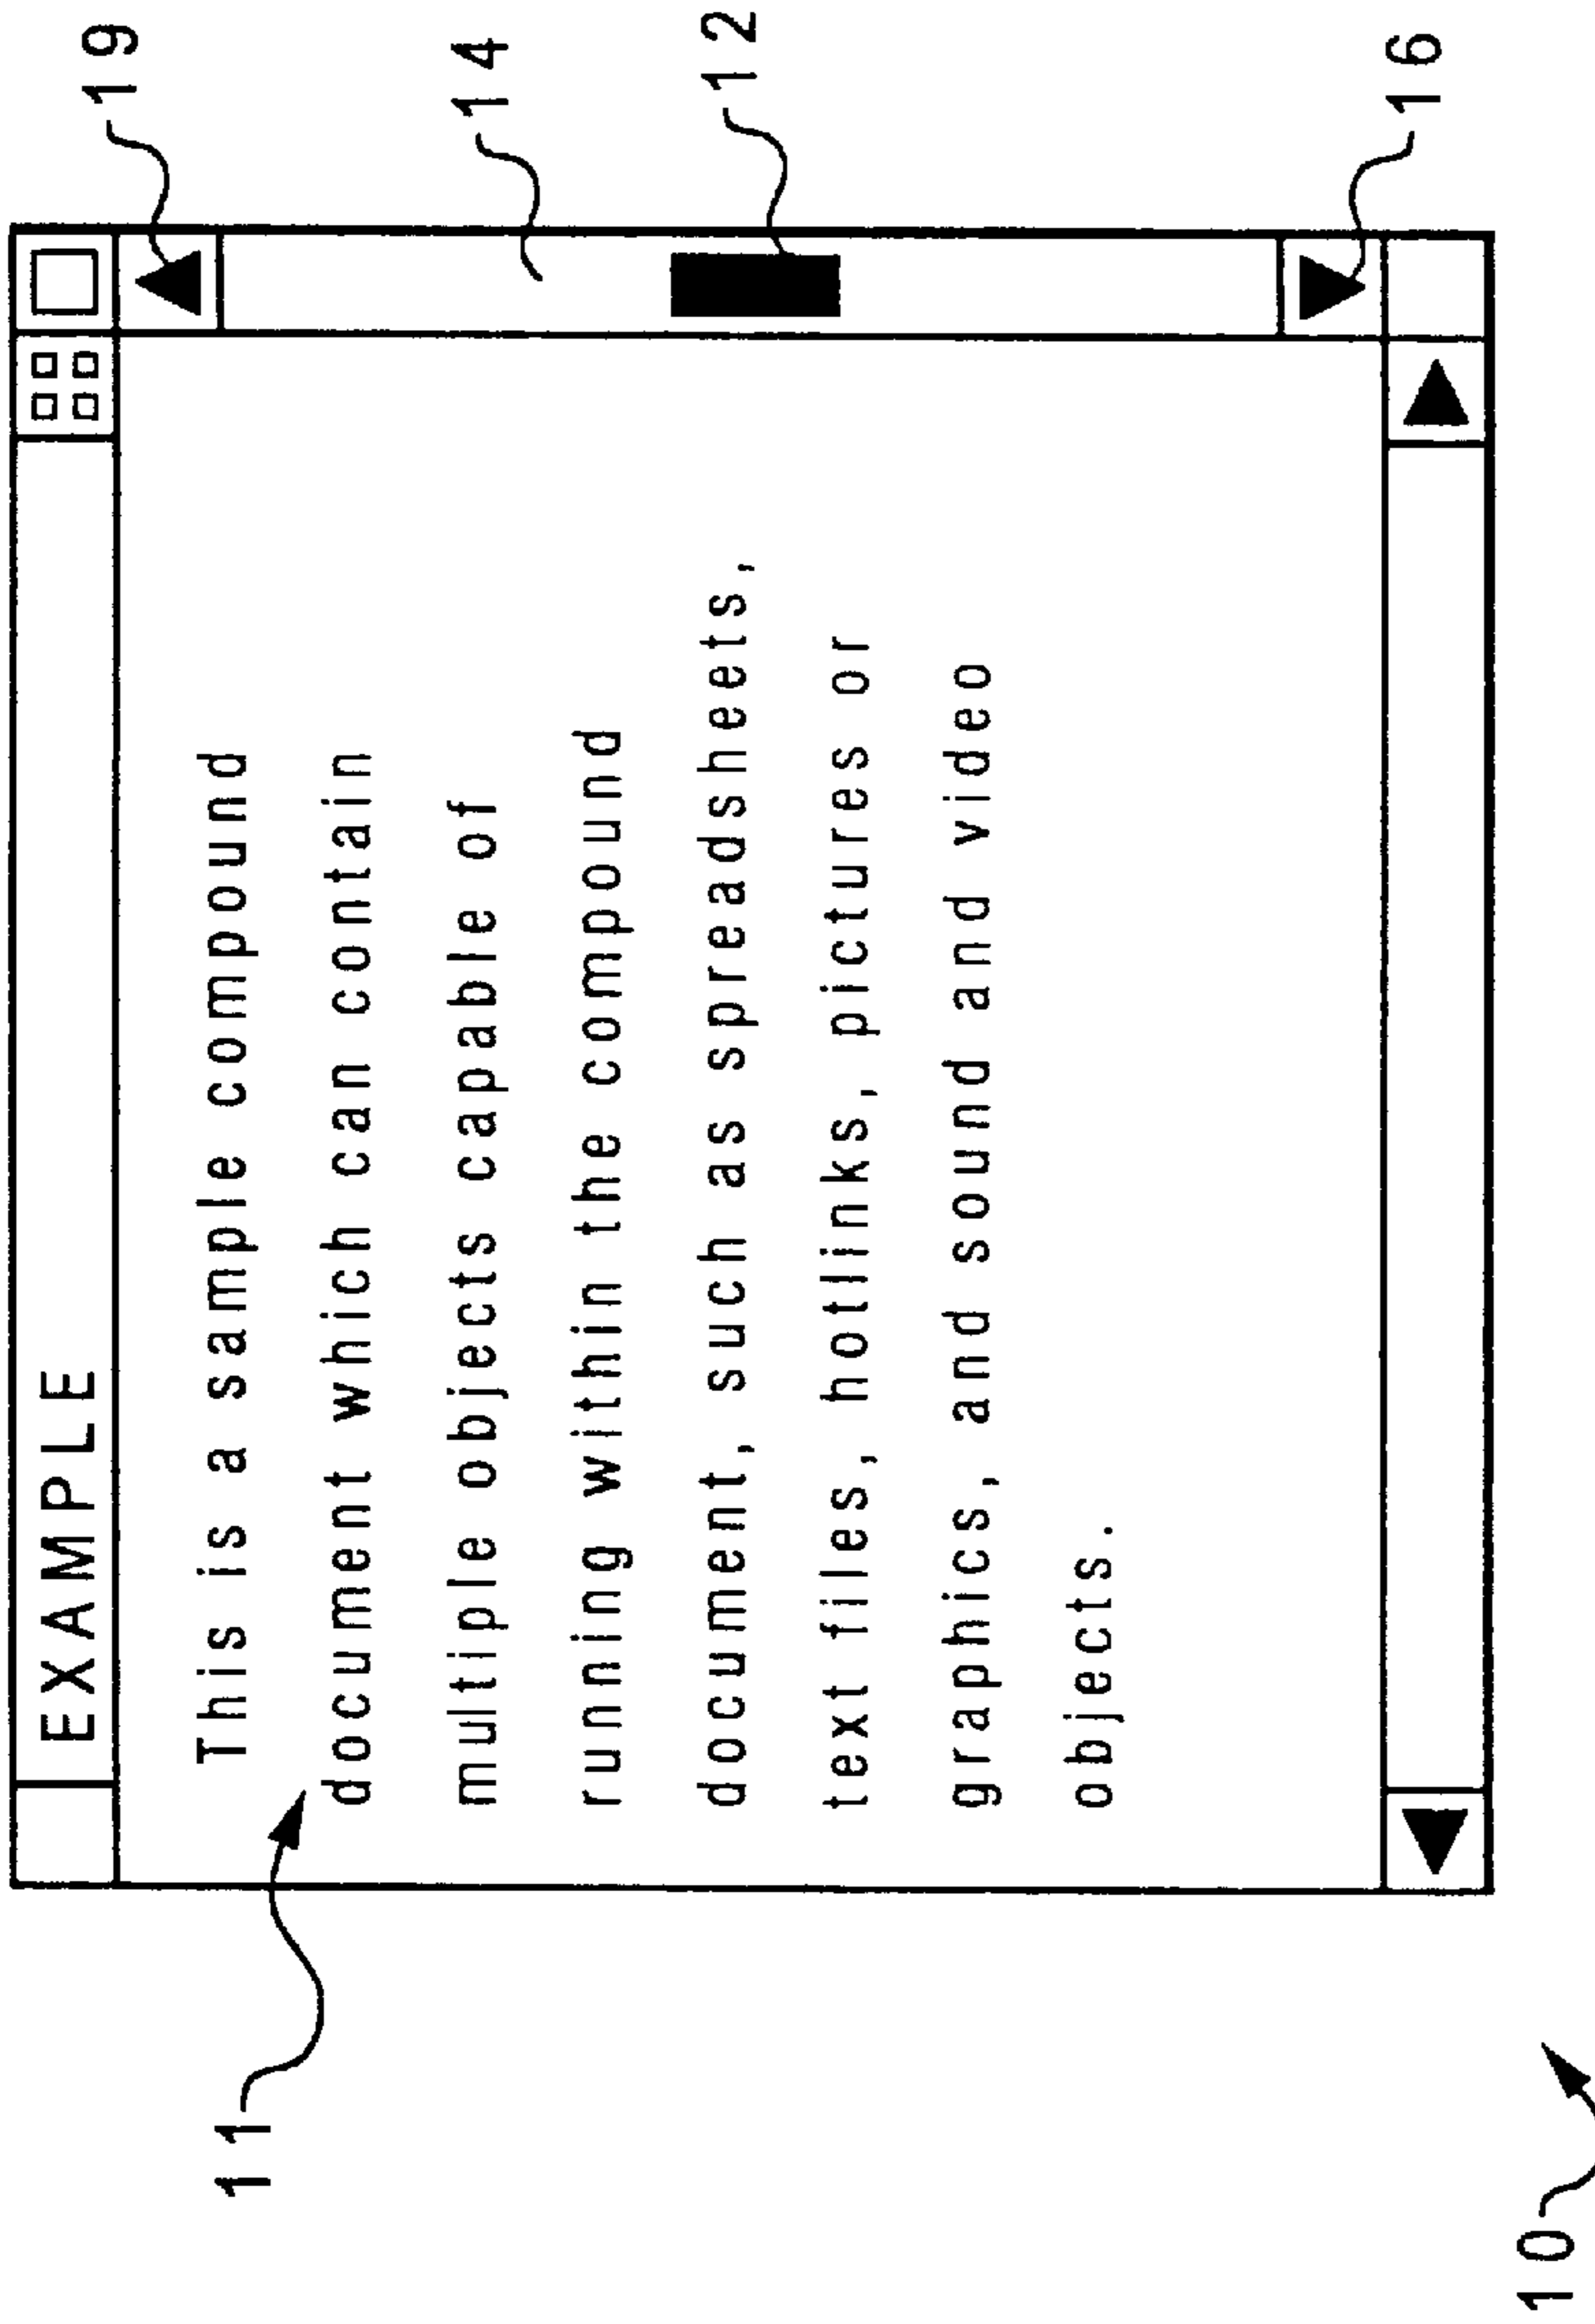 EXAMPLE
This is a sample compound
document which can contain
multiple objects capable of
running within the compound
document, such as spreadsheets,
text files, hotlinks, pictures or
graphics, and sound and video
objects.
19
14
12
16
11
10